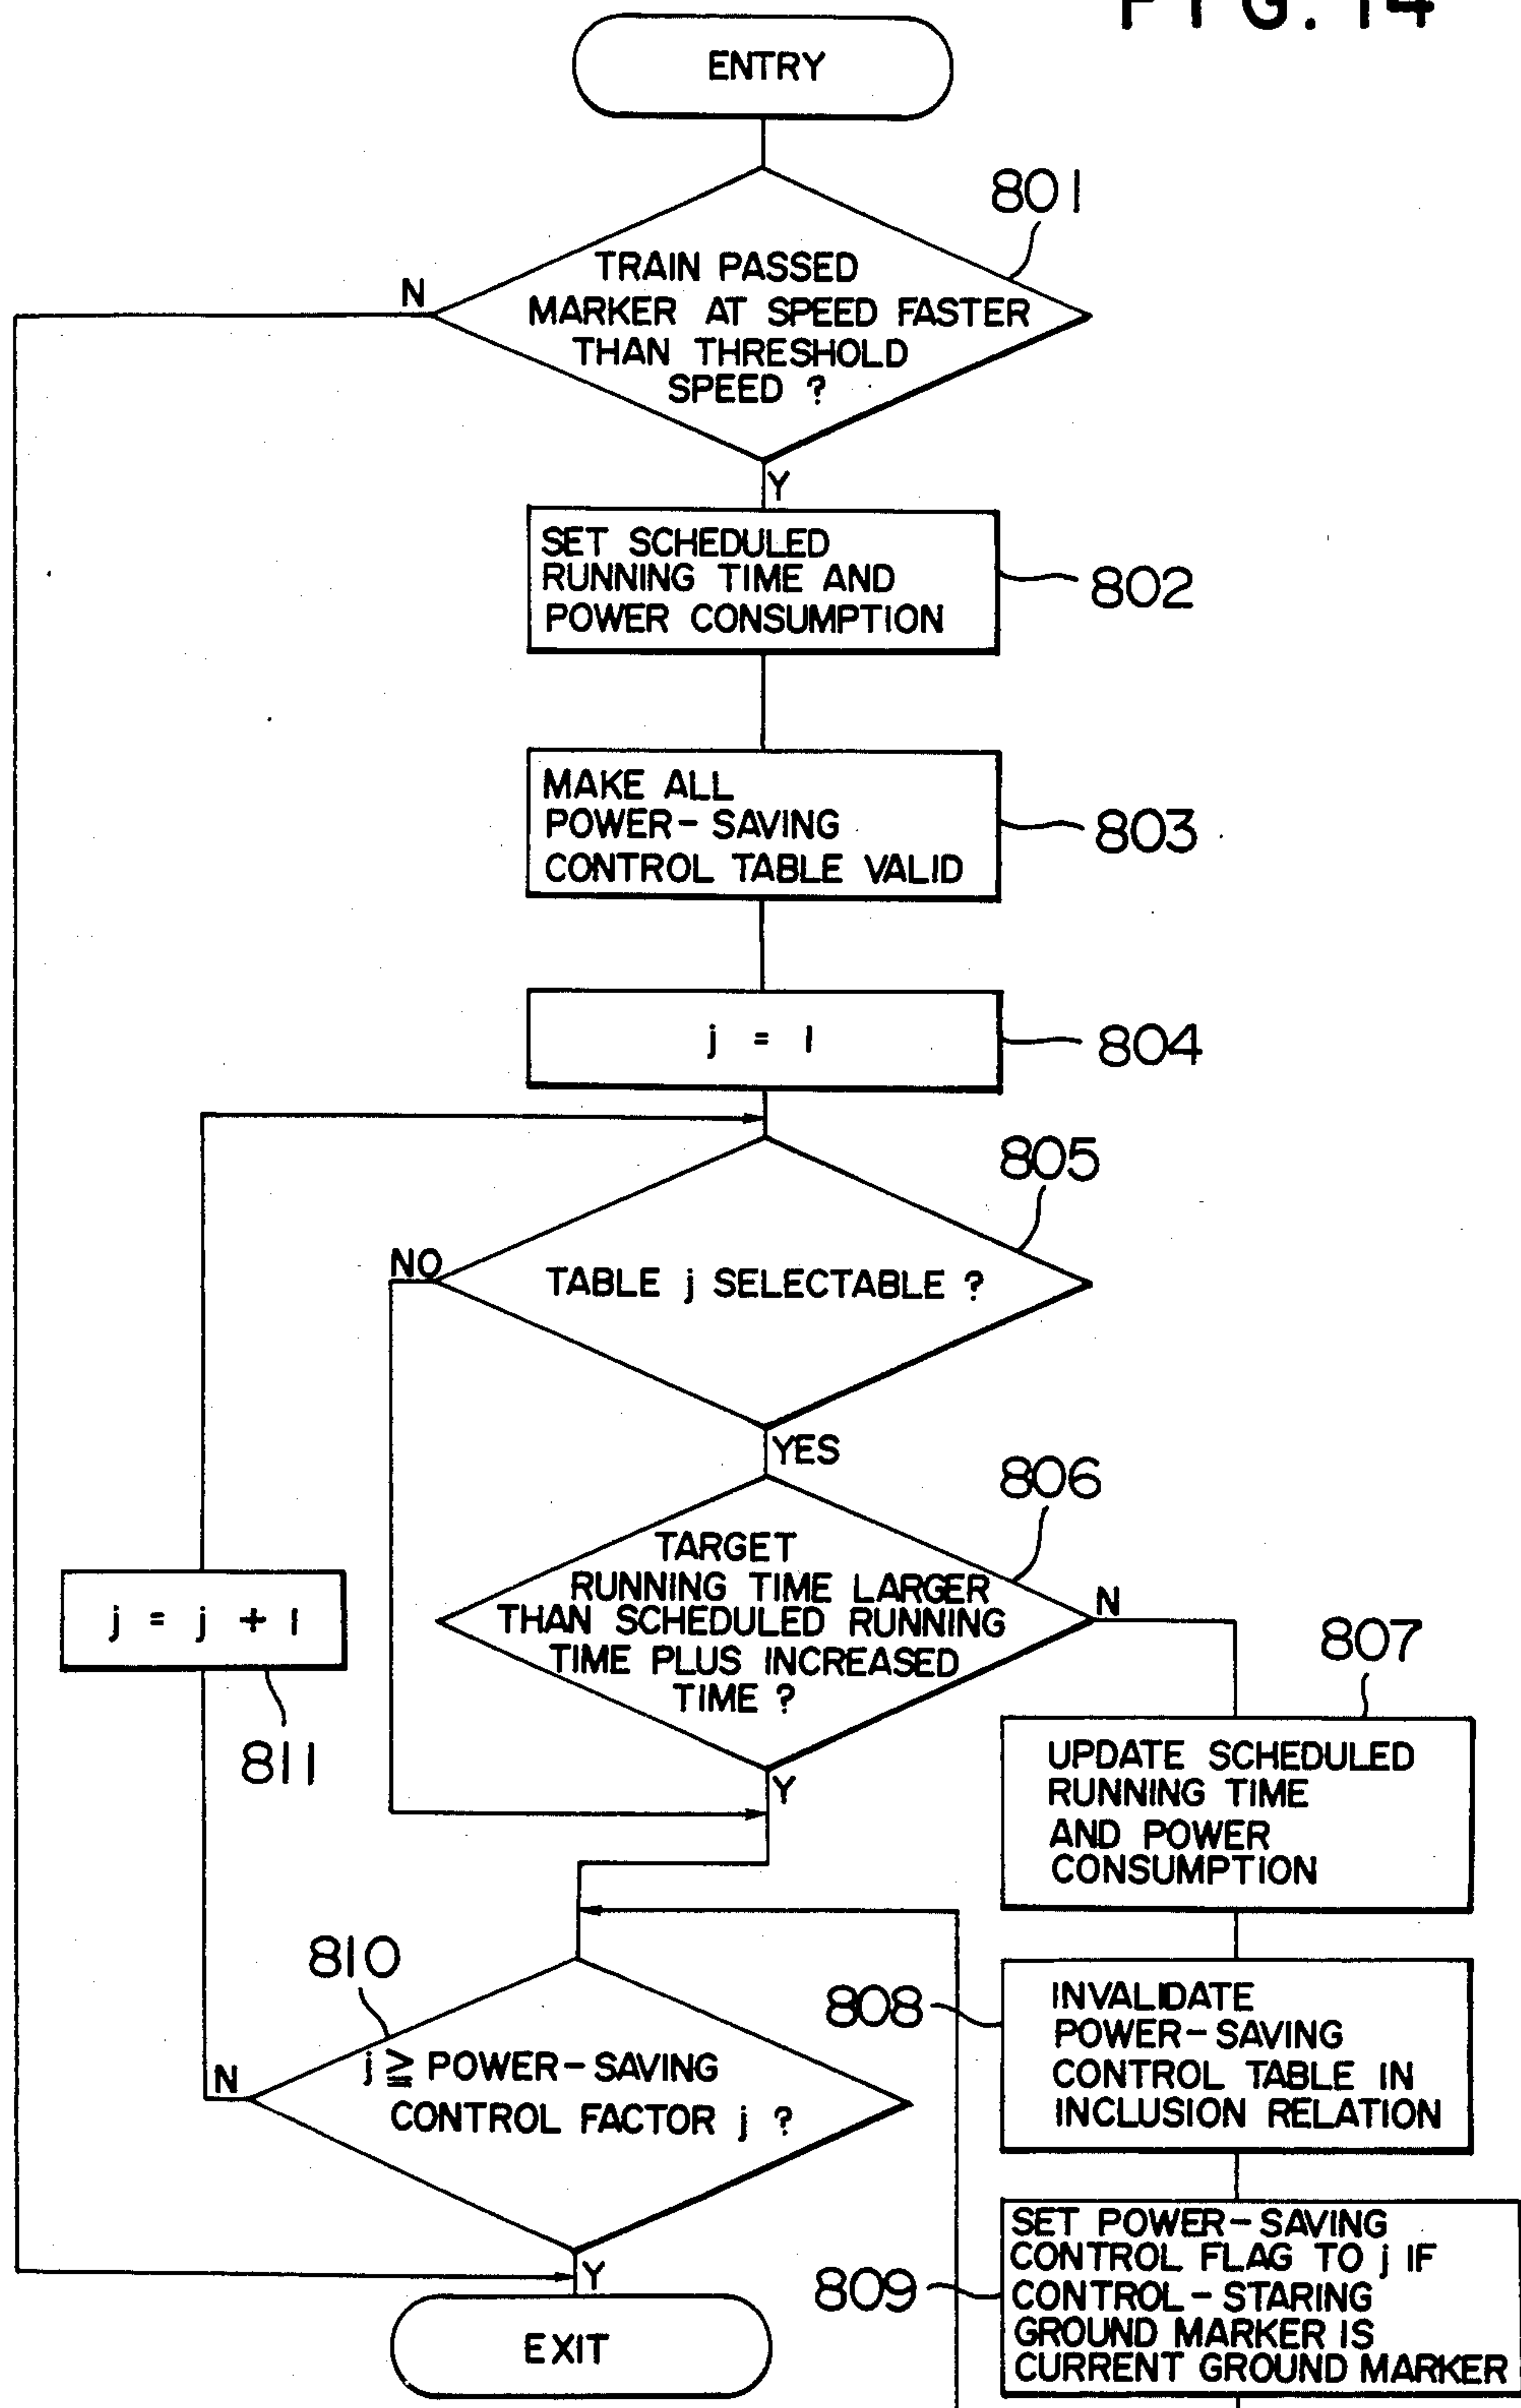 FIG. 14
ENTRY
801
TRAIN PASSED
MARKER AT SPEED FASTER
THAN THRESHOLD
SPEED ?
N
Y
SET SCHEDULED
RUNNING TIME AND
POWER CONSUMPTION
802
MAKE ALL
POWER-SAVING
CONTROL TABLE VALID
803
j = 1
804
805
TABLE j SELECTABLE ?
NO
YES
806
TARGET
RUNNING TIME LARGER
THAN SCHEDULED RUNNING
TIME PLUS INCREASED
TIME ?
N
Y
j = j + 1
811
807
UPDATE SCHEDULED
RUNNING TIME
AND POWER
CONSUMPTION
808
INVALIDATE
POWER-SAVING
CONTROL TABLE IN
INCLUSION RELATION
810
j ≧ POWER-SAVING
CONTROL FACTOR j ?
N
Y
809
SET POWER-SAVING
CONTROL FLAG TO j IF
CONTROL-STARING
GROUND MARKER IS
CURRENT GROUND MARKER
EXIT